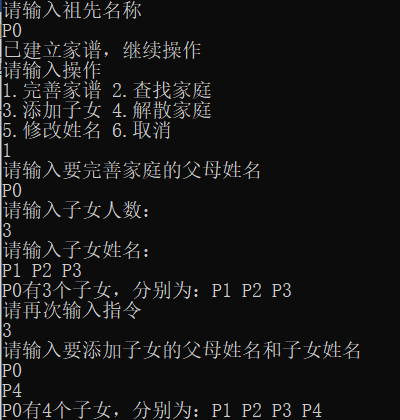 请输入祖先名称
P0
已建立家谱，继续操作
请输入操作
1.完善家谱 2.查找家庭
3.添加子女 4.解散家庭
5.修改姓名 6.取消
1
请输入要完善家庭的父母姓名
P0
请输入子女人数：
3
请输入子女姓名：
P1 P2 P3
P0有3个子女，分别为：P1 P2 P3
请再次输入指令
3
请输入要添加子女的父母姓名和子女姓名
P0
P4
P0有4个子女，分别为：P1 P2 P3 P4